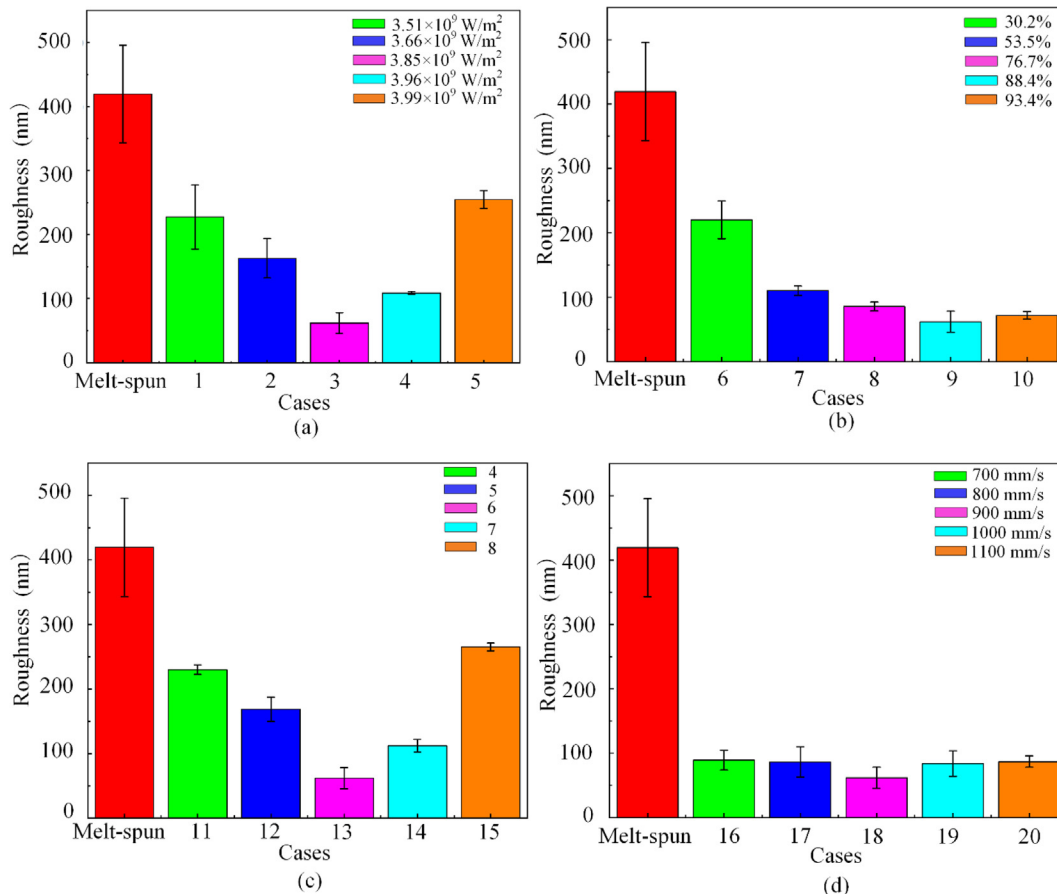 3.51×10⁹ W/m²
3.66×10⁹ W/m²
3.85×10⁹ W/m²
3.96×10⁹ W/m²
3.99×10⁹ W/m²
Roughness (nm)
500
400
300
200
100
0
Melt-spun 1 2 3 4 5
Cases
(a)
30.2%
53.5%
76.7%
88.4%
93.4%
Roughness (nm)
500
400
300
200
100
0
Melt-spun 6 7 8 9 10
Cases
(b)
4
5
6
7
8
Roughness (nm)
500
400
300
200
100
0
Melt-spun 11 12 13 14 15
Cases
(c)
700 mm/s
800 mm/s
900 mm/s
1000 mm/s
1100 mm/s
Roughness (nm)
500
400
300
200
100
0
Melt-spun 16 17 18 19 20
Cases
(d)